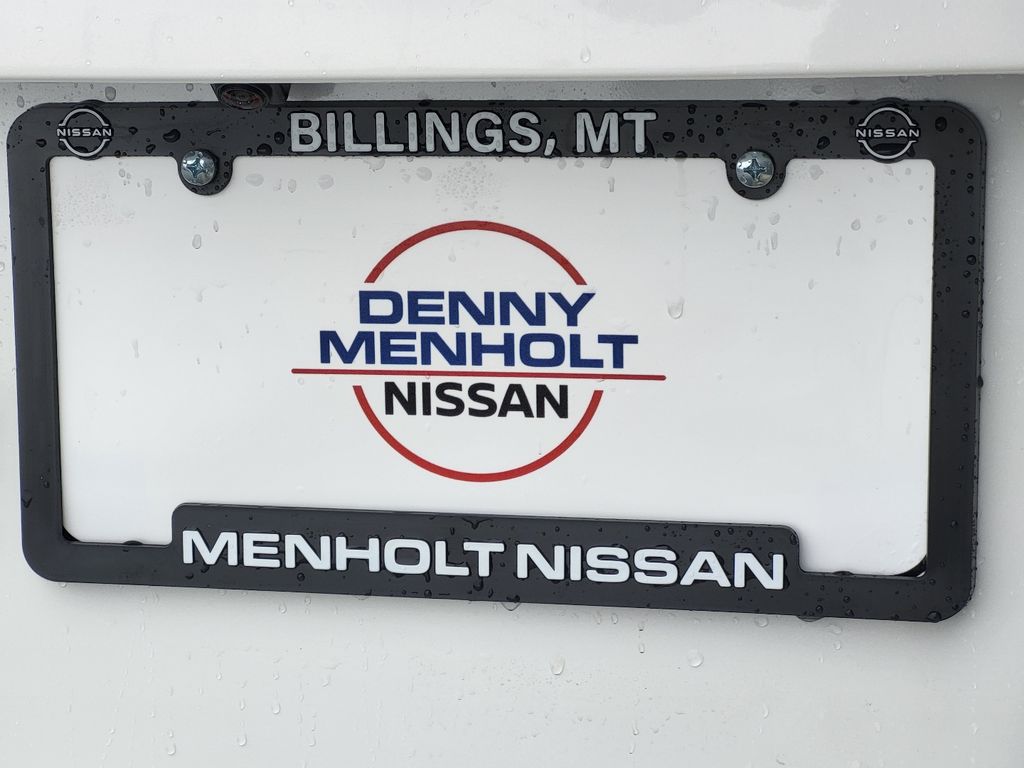 BILLINGS, MT
NISSAN
NISSAN
DENNY
MENHOLT
NISSAN
MENHOLT NISSAN